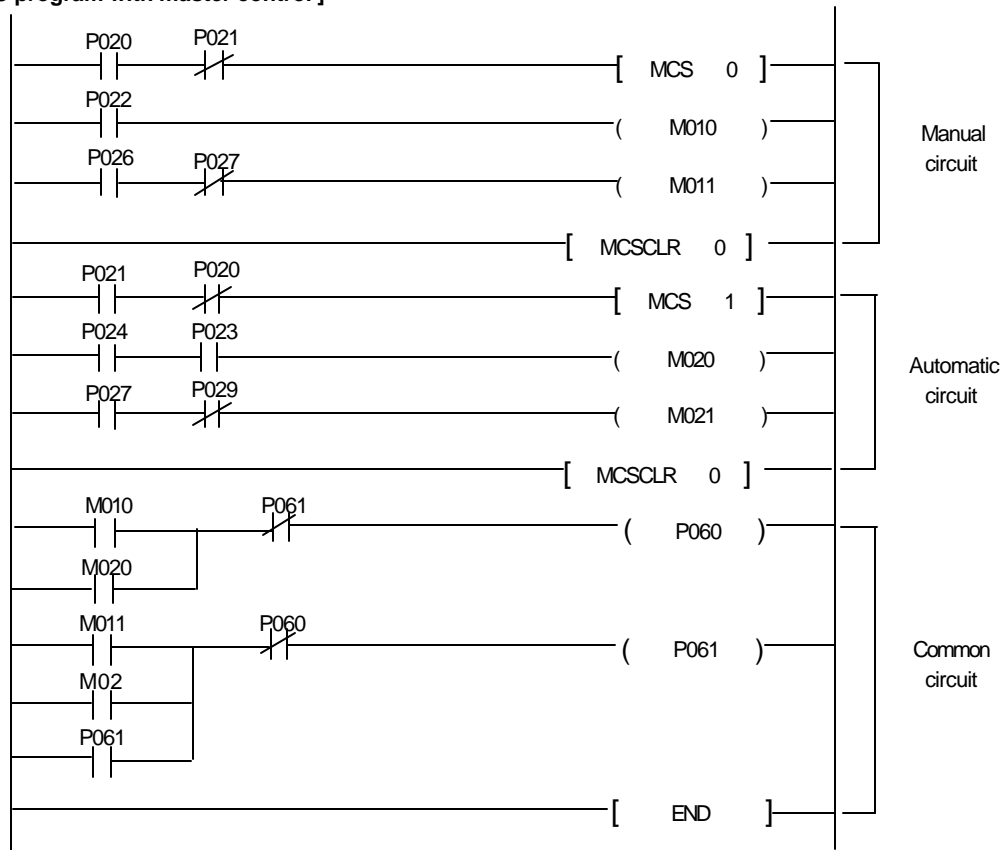 program with master control ]
P020 P021
[ MCS 0 ]
P022
( M010 )
Manual
circuit
P026 P027
( M011 )
[ MCSCLR 0 ]
P021 P020
[ MCS 1 ]
P024 P023
( M020 )
Automatic
circuit
P027 P029
( M021 )
[ MCSCLR 0 ]
M010 P061
( P060 )
M020
M011 P060
( P061 )
Common
circuit
M02
P061
[ END ]